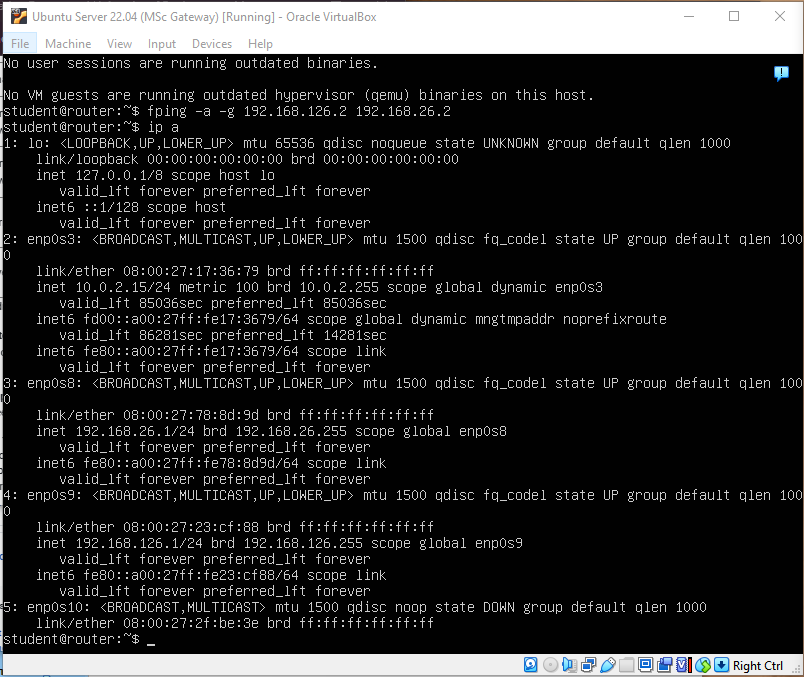 Ubuntu Server 22.04 (MSc Gateway) [Running] - Oracle VirtualBox
File Machine View Input Devices Help
No user sessions are running outdated binaries.
No VM guests are running outdated hypervisor (qemu) binaries on this host.
student@router:~$ fping -a -g 192.168.126.2 192.168.26.2
student@router:~$ ip a
1: lo: <LOOPBACK,UP,LOWER_UP> mtu 65536 qdisc noqueue state UNKNOWN group default qlen 1000
    link/loopback 00:00:00:00:00:00 brd 00:00:00:00:00:00
    inet 127.0.0.1/8 scope host lo
       valid_lft forever preferred_lft forever
    inet6 ::1/128 scope host
       valid_lft forever preferred_lft forever
2: enp0s3: <BROADCAST,MULTICAST,UP,LOWER_UP> mtu 1500 qdisc fq_codel state UP group default qlen 100
0
    link/ether 08:00:27:17:36:79 brd ff:ff:ff:ff:ff:ff
    inet 10.0.2.15/24 metric 100 brd 10.0.2.255 scope global dynamic enp0s3
       valid_lft 85036sec preferred_lft 85036sec
    inet6 fd00::a00:27ff:fe17:3679/64 scope global dynamic mngtmpaddr noprefixroute
       valid_lft 86281sec preferred_lft 14281sec
    inet6 fe80::a00:27ff:fe17:3679/64 scope link
       valid_lft forever preferred_lft forever
3: enp0s8: <BROADCAST,MULTICAST,UP,LOWER_UP> mtu 1500 qdisc fq_codel state UP group default qlen 100
0
    link/ether 08:00:27:78:8d:9d brd ff:ff:ff:ff:ff:ff
    inet 192.168.26.1/24 brd 192.168.26.255 scope global enp0s8
       valid_lft forever preferred_lft forever
    inet6 fe80::a00:27ff:fe78:8d9d/64 scope link
       valid_lft forever preferred_lft forever
4: enp0s9: <BROADCAST,MULTICAST,UP,LOWER_UP> mtu 1500 qdisc fq_codel state UP group default qlen 100
0
    link/ether 08:00:27:23:cf:88 brd ff:ff:ff:ff:ff:ff
    inet 192.168.126.1/24 brd 192.168.126.255 scope global enp0s9
       valid_lft forever preferred_lft forever
    inet6 fe80::a00:27ff:fe23:cf88/64 scope link
       valid_lft forever preferred_lft forever
5: enp0s10: <BROADCAST,MULTICAST> mtu 1500 qdisc noop state DOWN group default qlen 1000
    link/ether 08:00:27:2f:be:3e brd ff:ff:ff:ff:ff:ff
student@router:~$ _
Right Ctrl